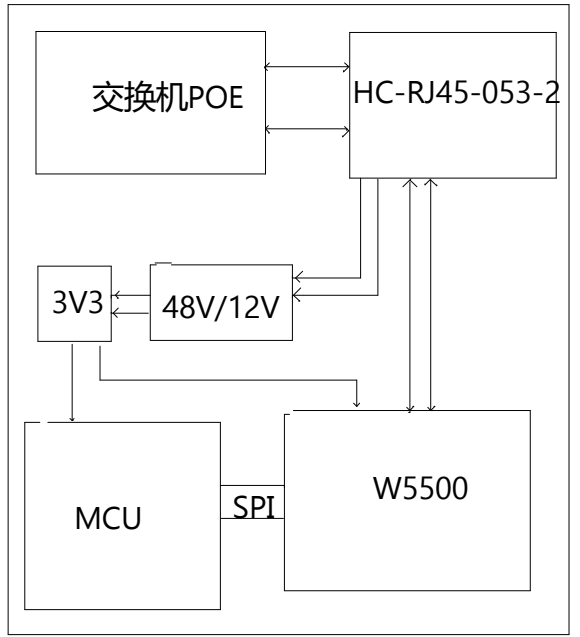 交换机POE
HC-RJ45-053-2
3V3
48V/12V
W5500
SPI
MCU